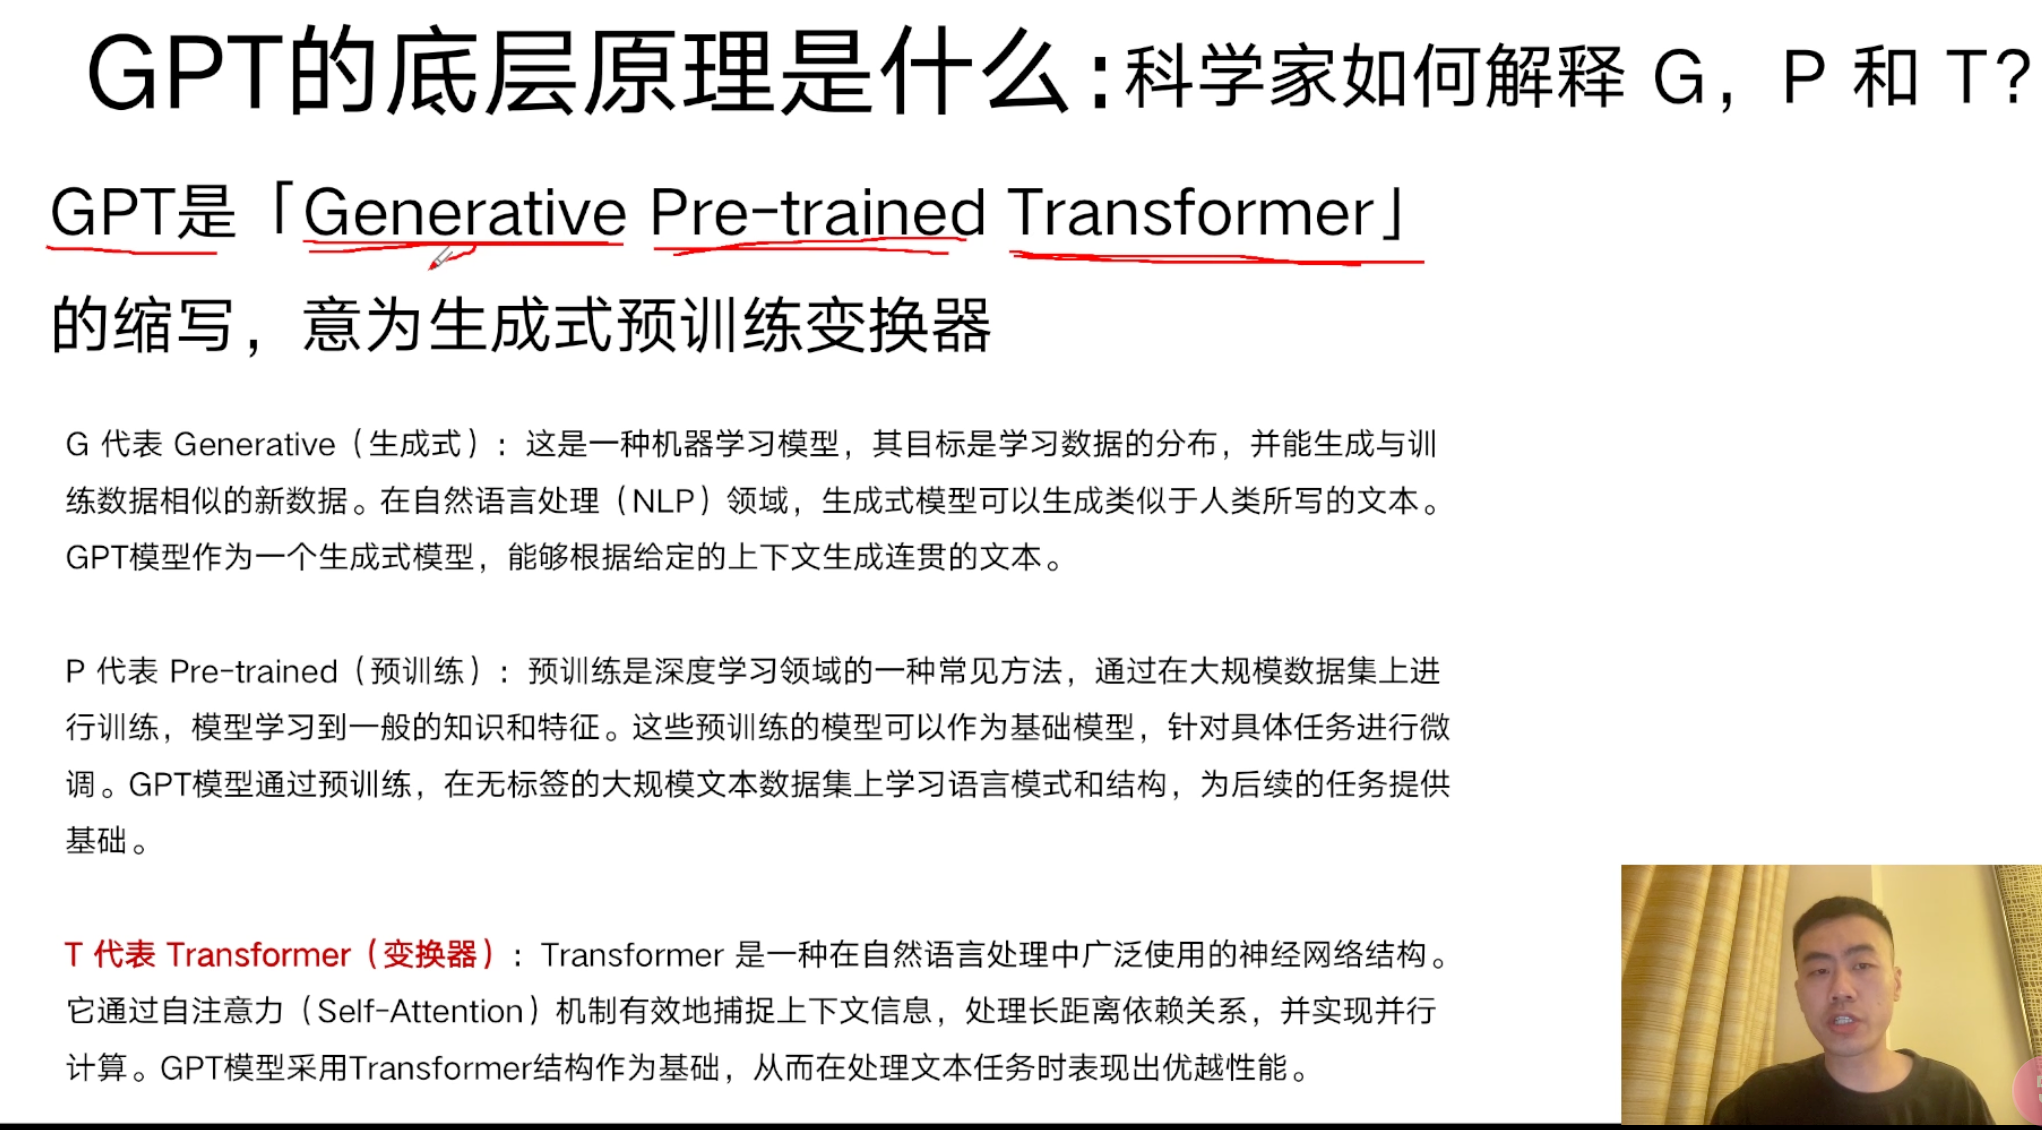 GPT的底层原理是什么:科学家如何解释 G，P 和 T?
GPT是「Generative Pre-trained Transformer」
的缩写，意为生成式预训练变换器
G 代表 Generative（生成式）：这是一种机器学习模型，其目标是学习数据的分布，并能生成与训
练数据相似的新数据。在自然语言处理（NLP）领域，生成式模型可以生成类似于人类所写的文本。
GPT模型作为一个生成式模型，能够根据给定的上下文生成连贯的文本。
P 代表 Pre-trained（预训练）：预训练是深度学习领域的一种常见方法，通过在大规模数据集上进
行训练，模型学习到一般的知识和特征。这些预训练的模型可以作为基础模型，针对具体任务进行微
调。GPT模型通过预训练，在无标签的大规模文本数据集上学习语言模式和结构，为后续的任务提供
基础。
T 代表 Transformer（变换器）：Transformer 是一种在自然语言处理中广泛使用的神经网络结构。
它通过自注意力（Self-Attention）机制有效地捕捉上下文信息，处理长距离依赖关系，并实现并行
计算。GPT模型采用Transformer结构作为基础，从而在处理文本任务时表现出优越性能。